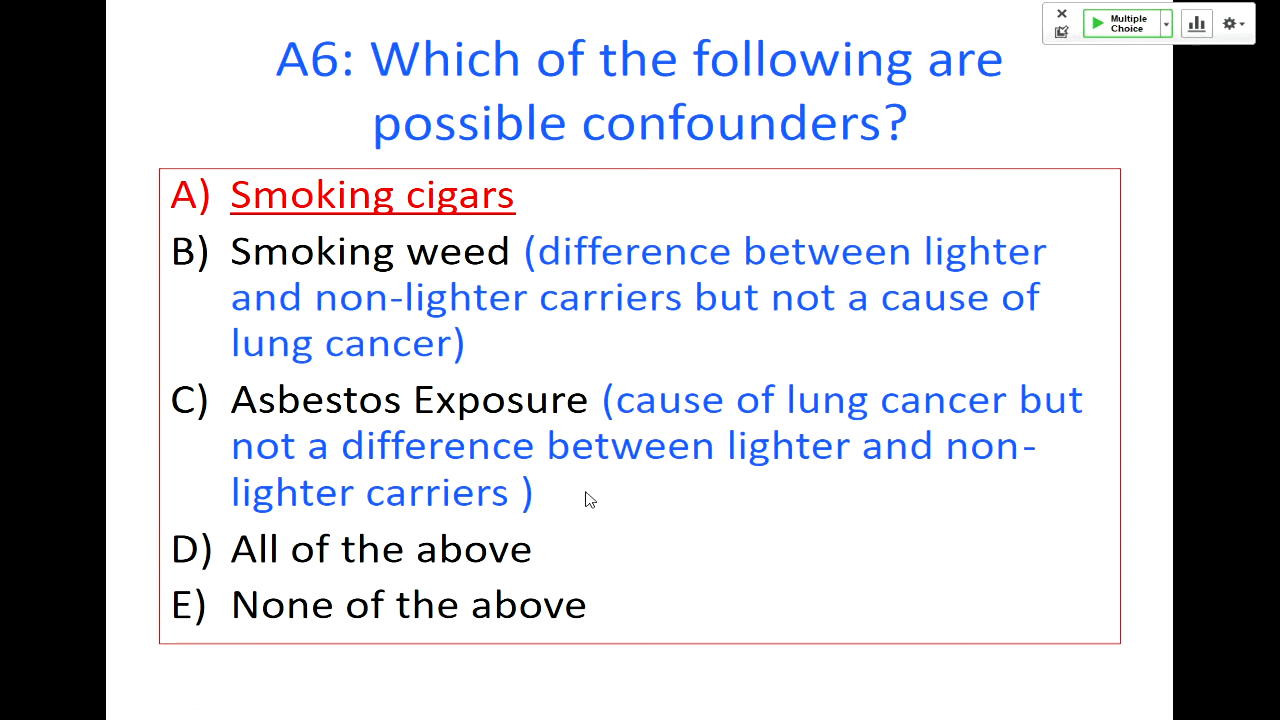 Multiple
Choice
A6: Which of the following are
possible confounders?
A) Smoking cigars
B) Smoking weed (difference between lighter
and non-lighter carriers but not a cause of
lung cancer)
C) Asbestos Exposure (cause of lung cancer but
not a difference between lighter and non-
lighter carriers )
D) All of the above
E) None of the above